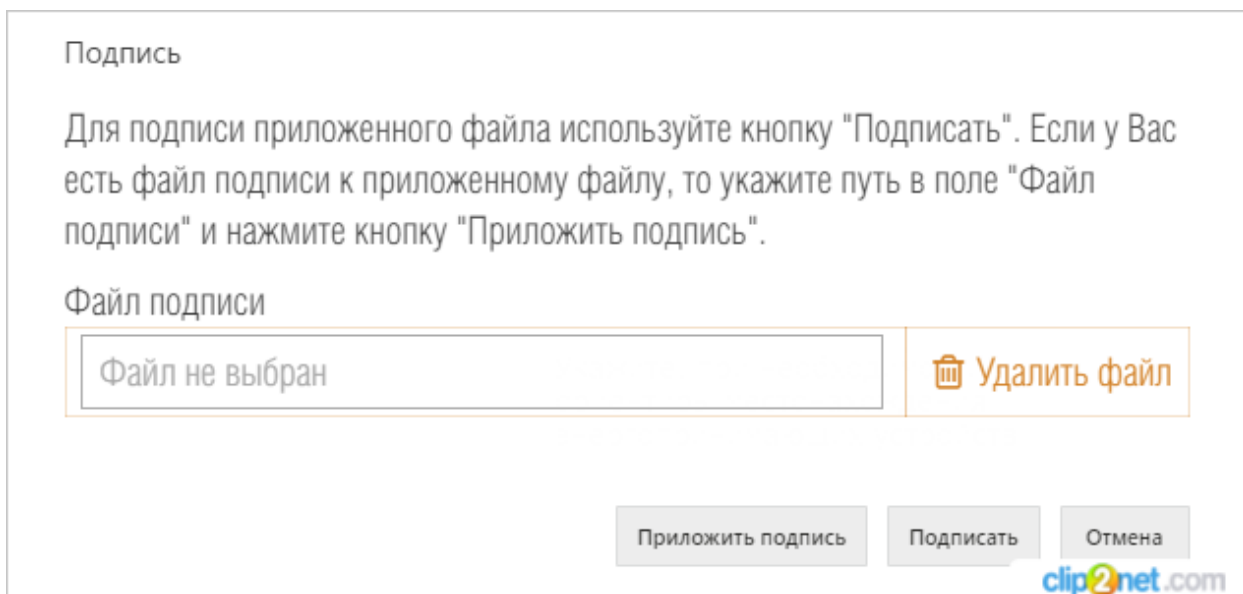 Подпись
Для подписи приложенного файла используйте кнопку "Подписать". Если у Вас
есть файл подписи к приложенному файлу, то укажите путь в поле "Файл
подписи" и нажмите кнопку "Приложить подпись".
Файл подписи
Файл не выбран
Удалить файл
Приложить подпись
Подписать
Отмена
clip2net.com